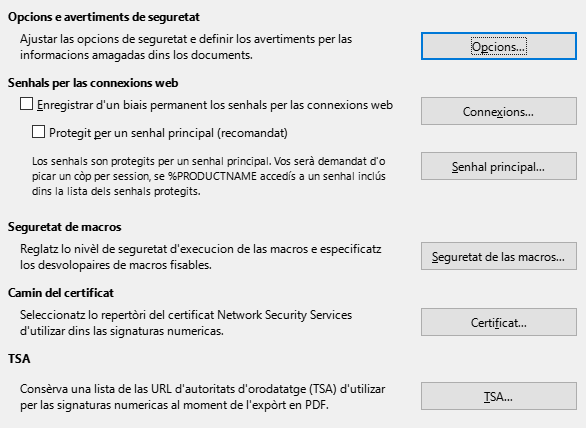 Opcions e avertiments de seguretat
Ajustar las opcions de seguretat e definir los avertiments per las
informacions amagadas dins los documents.
Opcions...
Senhals per las connexions web
Enregistrar d'un biais permanent los senhals per las connexions web
Connexions...
Protegit per un senhal principal (recomandat)
Los senhals son protegits per un senhal principal. Vos serà demandat d'o
picar un còp per session, se %PRODUCTNAME accedís a un senhal inclús
dins la lista dels senhals protegits.
Senhal principal...
Seguretat de macros
Reglatz lo nivèl de seguretat d'execucion de las macros e especificatz
los desvolopaires de macros fisables.
Seguretat de las macros...
Camin del certificat
Seleccionatz lo repertòri del certificat Network Security Services
d'utilizar dins las signaturas numericas.
Certificat...
TSA
Consèrva una lista de las URL d'autoritats d'orodatatge (TSA) d'utilizar
per las signaturas numericas al moment de l'expòrt en PDF.
TSA...